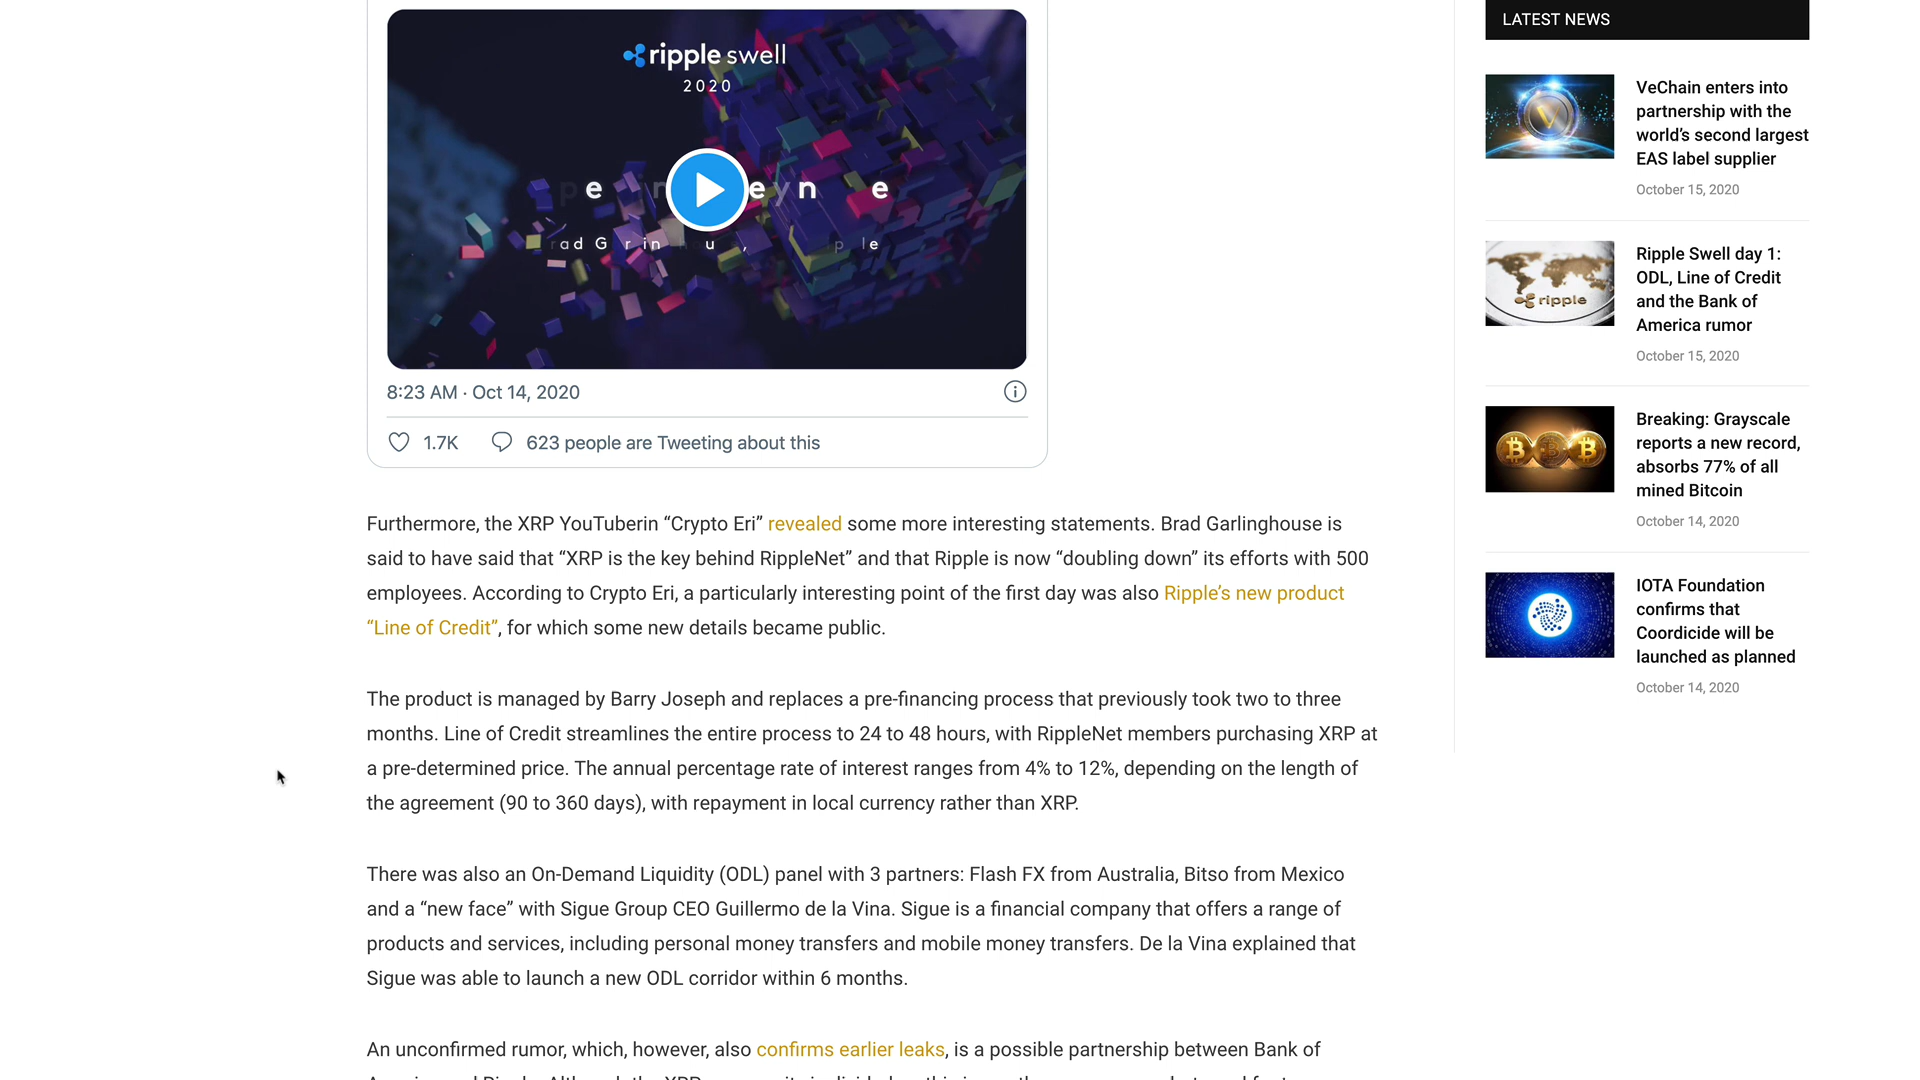 ripple swell
2020
8:23 AM · Oct 14, 2020
1.7K 623 people are Tweeting about this
Furthermore, the XRP YouTuberin “Crypto Eri” revealed some more interesting statements. Brad Garlinghouse is
said to have said that “XRP is the key behind RippleNet” and that Ripple is now “doubling down” its efforts with 500
employees. According to Crypto Eri, a particularly interesting point of the first day was also Ripple’s new product
“Line of Credit”, for which some new details became public.
The product is managed by Barry Joseph and replaces a pre-financing process that previously took two to three
months. Line of Credit streamlines the entire process to 24 to 48 hours, with RippleNet members purchasing XRP at
a pre-determined price. The annual percentage rate of interest ranges from 4% to 12%, depending on the length of
the agreement (90 to 360 days), with repayment in local currency rather than XRP.
There was also an On-Demand Liquidity (ODL) panel with 3 partners: Flash FX from Australia, Bitso from Mexico
and a “new face” with Sigue Group CEO Guillermo de la Vina. Sigue is a financial company that offers a range of
products and services, including personal money transfers and mobile money transfers. De la Vina explained that
Sigue was able to launch a new ODL corridor within 6 months.
An unconfirmed rumor, which, however, also confirms earlier leaks, is a possible partnership between Bank of
LATEST NEWS
VeChain enters into
partnership with the
world’s second largest
EAS label supplier
October 15, 2020
ripple
Ripple Swell day 1:
ODL, Line of Credit
and the Bank of
America rumor
October 15, 2020
Breaking: Grayscale
reports a new record,
absorbs 77% of all
mined Bitcoin
October 14, 2020
IOTA Foundation
confirms that
Coordicide will be
launched as planned
October 14, 2020